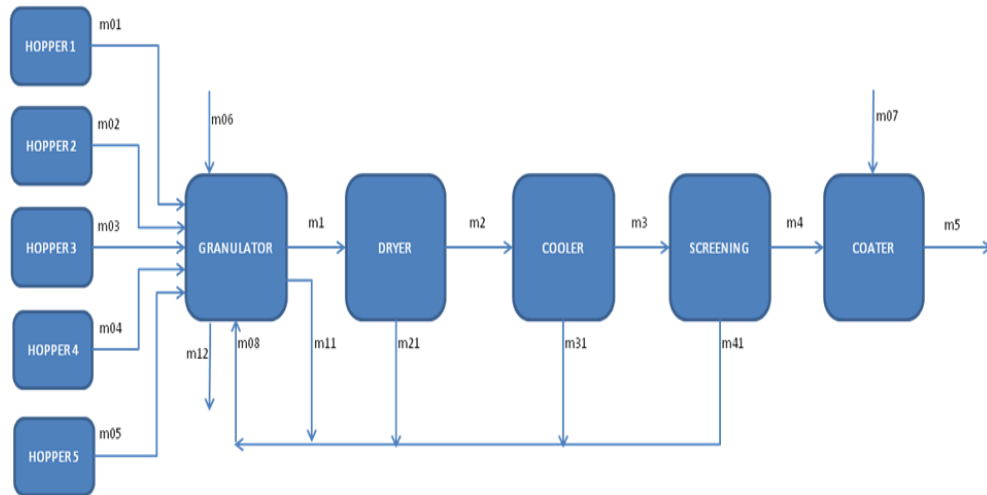 HOPPER 1
m01
HOPPER 2
m02
HOPPER 3
m03
HOPPER 4
m04
HOPPER 5
m05
m06
GRANULATOR
m1
DRYER
m2
COOLER
m3
SCREENING
m4
COATER
m07
m5
m12
m08
m11
m21
m31
m41